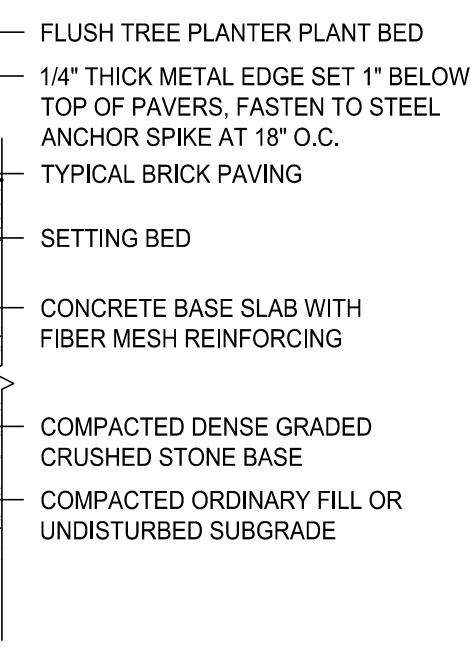 FLUSH TREE PLANTER PLANT BED
1/4" THICK METAL EDGE SET 1" BELOW
TOP OF PAVERS, FASTEN TO STEEL
ANCHOR SPIKE AT 18" O.C.
TYPICAL BRICK PAVING
SETTING BED
CONCRETE BASE SLAB WITH
FIBER MESH REINFORCING
COMPACTED DENSE GRADED
CRUSHED STONE BASE
COMPACTED ORDINARY FILL OR
UNDISTURBED SUBGRADE